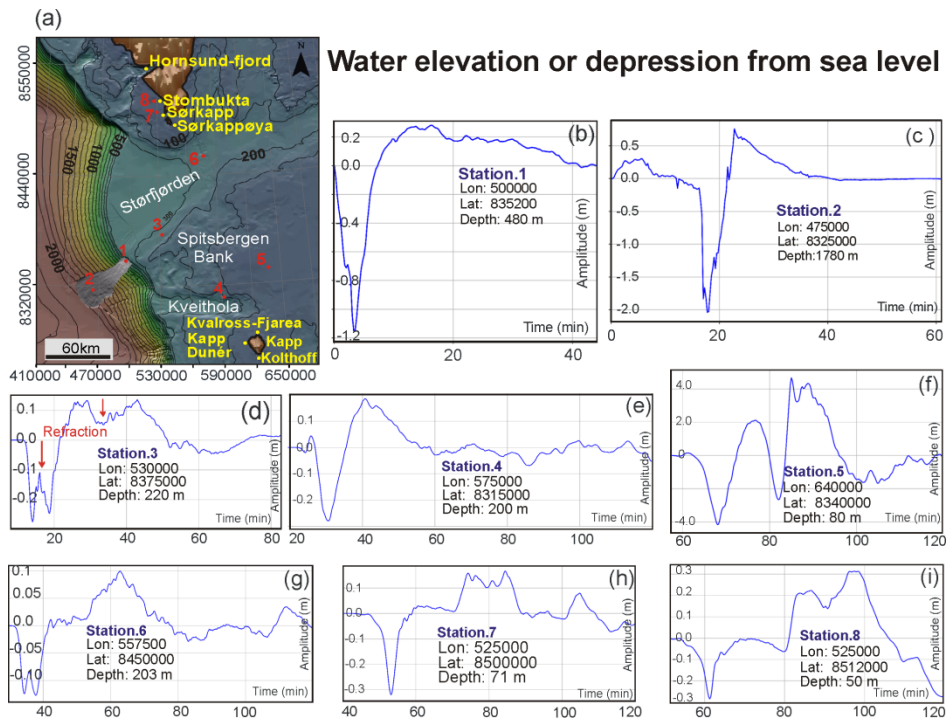 (a)
Water elevation or depression from sea level
8550000
8440000
8320000
Hornsund-fjord
N
8
Stombukta
7
Sørkapp
Sørkappøya
500
1000
1500
2000
100
200
6
Størfjørden
3
1
2
Spitsbergen
Bank
5
4
Kveithola
Kvalross-Fjarea
Kapp
Dunér
Kapp
Kolthoff
60km
410000 470000 530000 590000 650000
(b)
0.2
0.0
-0.4
-0.8
-1.2
Station.1
Lon: 500000
Lat: 835200
Depth: 480 m
Amplitude (m)
Time (min)
0 20 40
(c)
0.5
0.0
-0.5
-1.0
-1.5
-2.0
Station.2
Lon: 475000
Lat: 8325000
Depth:1780 m
Amplitude (m)
Time (min)
0 20 40 60
(d)
0.1
0.0
-0.1
-0.2
Refraction
Station.3
Lon: 530000
Lat: 8375000
Depth: 220 m
Amplitude (m)
Time (min)
20 40 60 80
(e)
0.1
0.0
-0.1
0.2
Station.4
Lon: 575000
Lat: 8315000
Depth: 200 m
Amplitude (m)
Time (min)
20 40 60 80 100 120
(f)
4.0
2.0
0.0
-4.0
Station.5
Lon: 640000
Lat: 8340000
Depth: 80 m
Amplitude (m)
Time (min)
60 80 100 120
(g)
0.1
0.05
0.0
-0.05
-0.10
Station.6
Lon: 557500
Lat: 8450000
Depth: 203 m
Amplitude (m)
Time (min)
40 60 80 100
(h)
0.1
0.0
-0.1
-0.3
Station.7
Lon: 525000
Lat: 8500000
Depth: 71 m
Amplitude (m)
Time (min)
40 60 80 100 120
(i)
0.3
0.2
0.1
0.0
-0.1
-0.2
-0.3
Station.8
Lon: 525000
Lat: 8512000
Depth: 50 m
Amplitude (m)
Time (min)
60 80 100 120